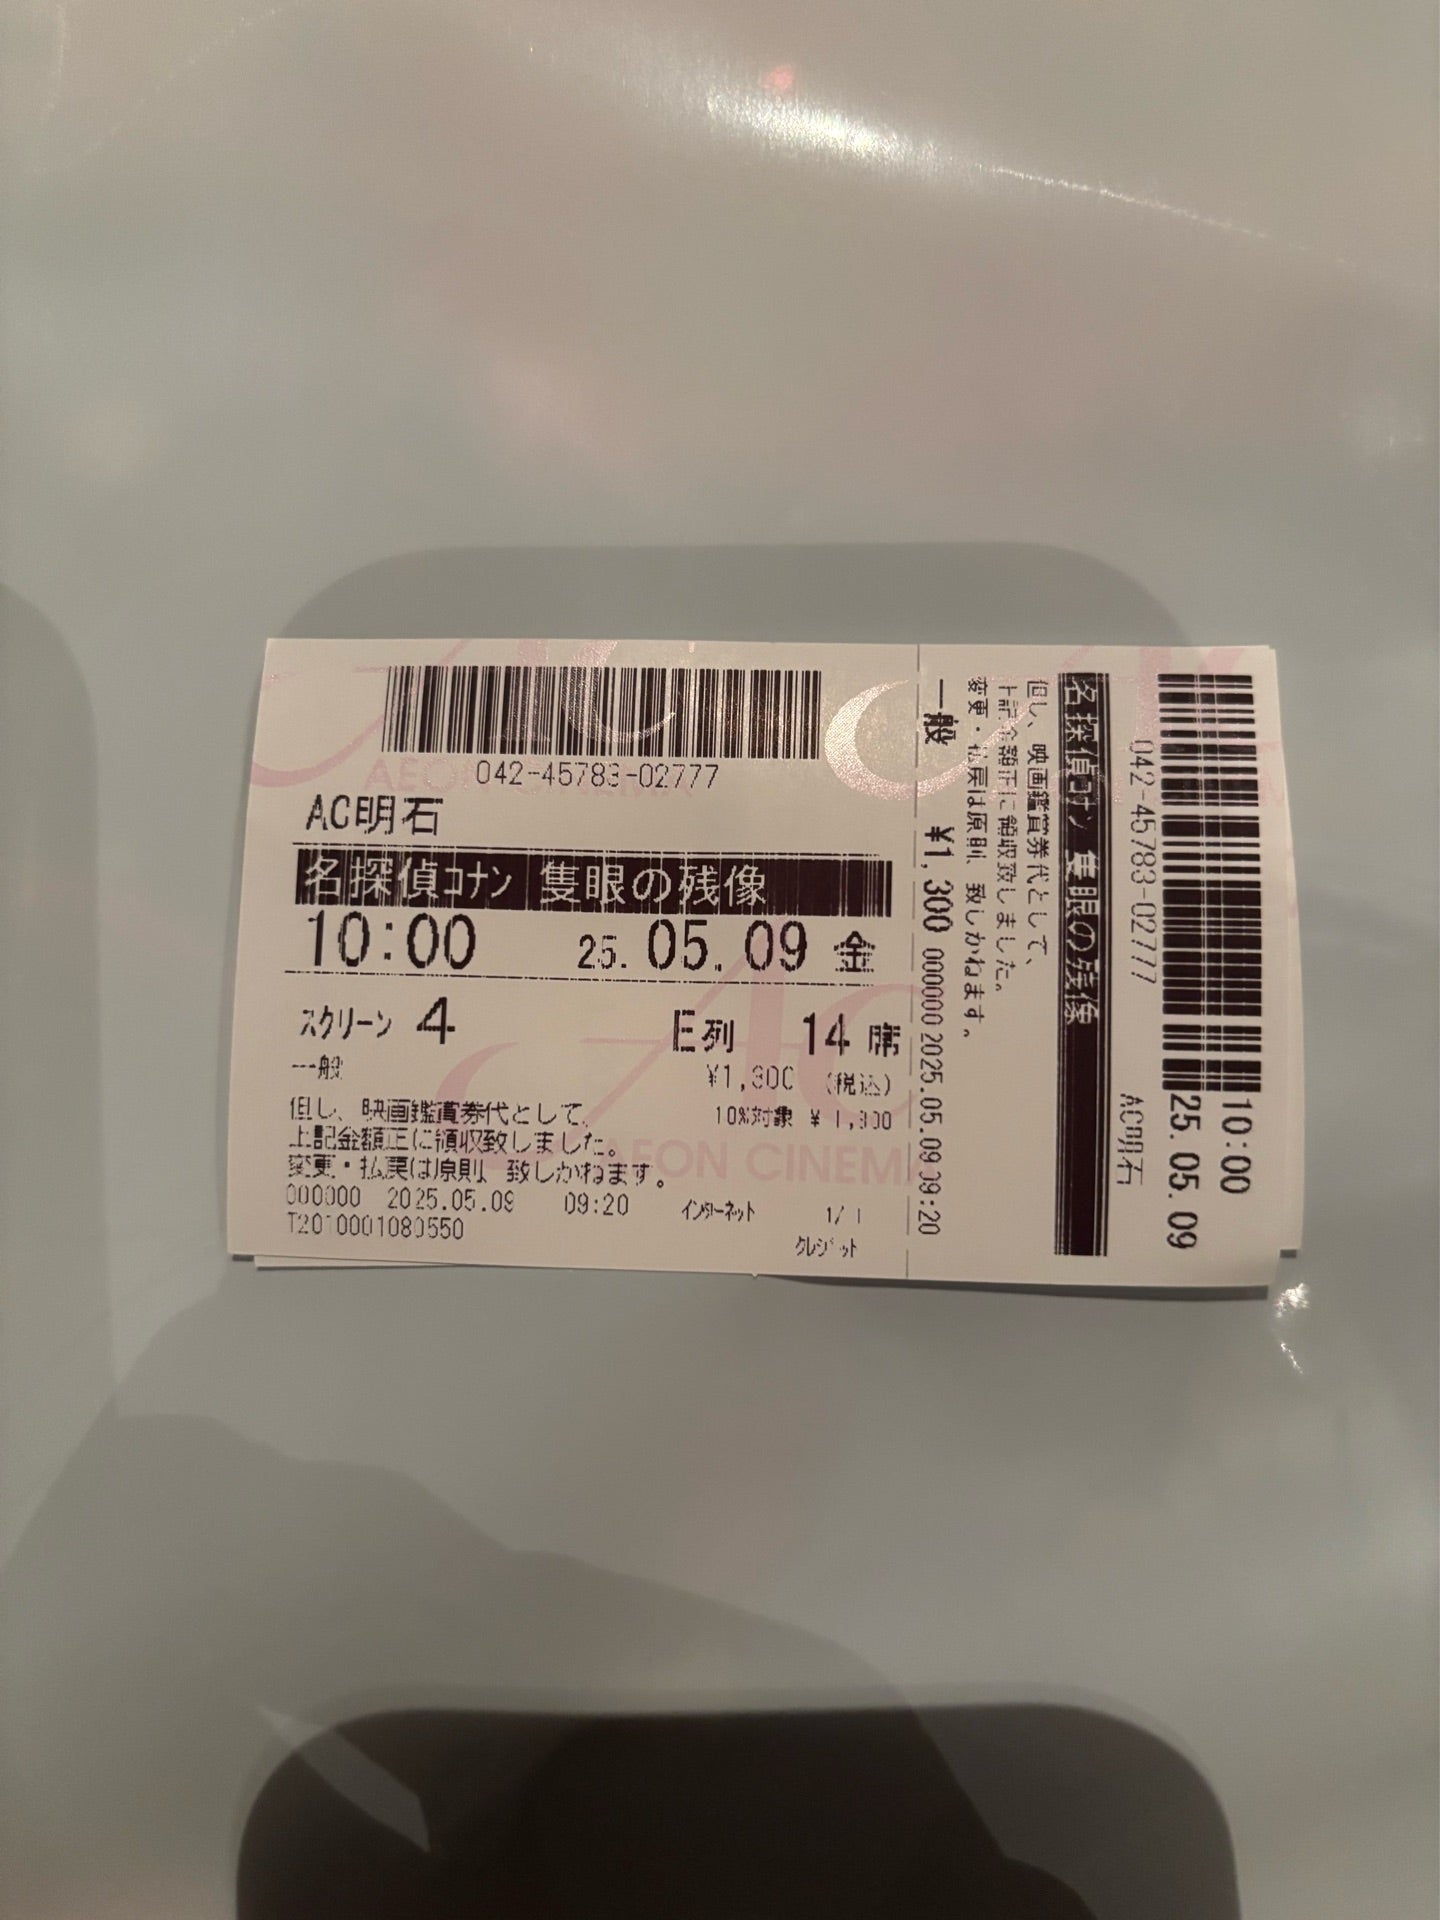 042-45783-02777
AC明石
名探偵コナン 隻眼の残像
10:00 25.05.09 金
スクリーン 4 E列 14 席
一般 ¥1,300 (税込)
10%対象 ¥ 1,300
但し、映画鑑賞券代として、
上記金額正に領収致しました。
変更・払戻は原則、致しかねます。
000000 2025.05.09 09:20 インターネット 1/1
T2010001080550 クレジット
AEON CINEMA
一般 ¥1,300 000000 2025.05.09 09:20
変更・払戻は原則、致しかねます。
上記金額正に領収致しました。
但し、映画鑑賞券代として、
名探偵コナン 隻眼の残像
042-45783-02777 AC明石
25.05.09
10:00